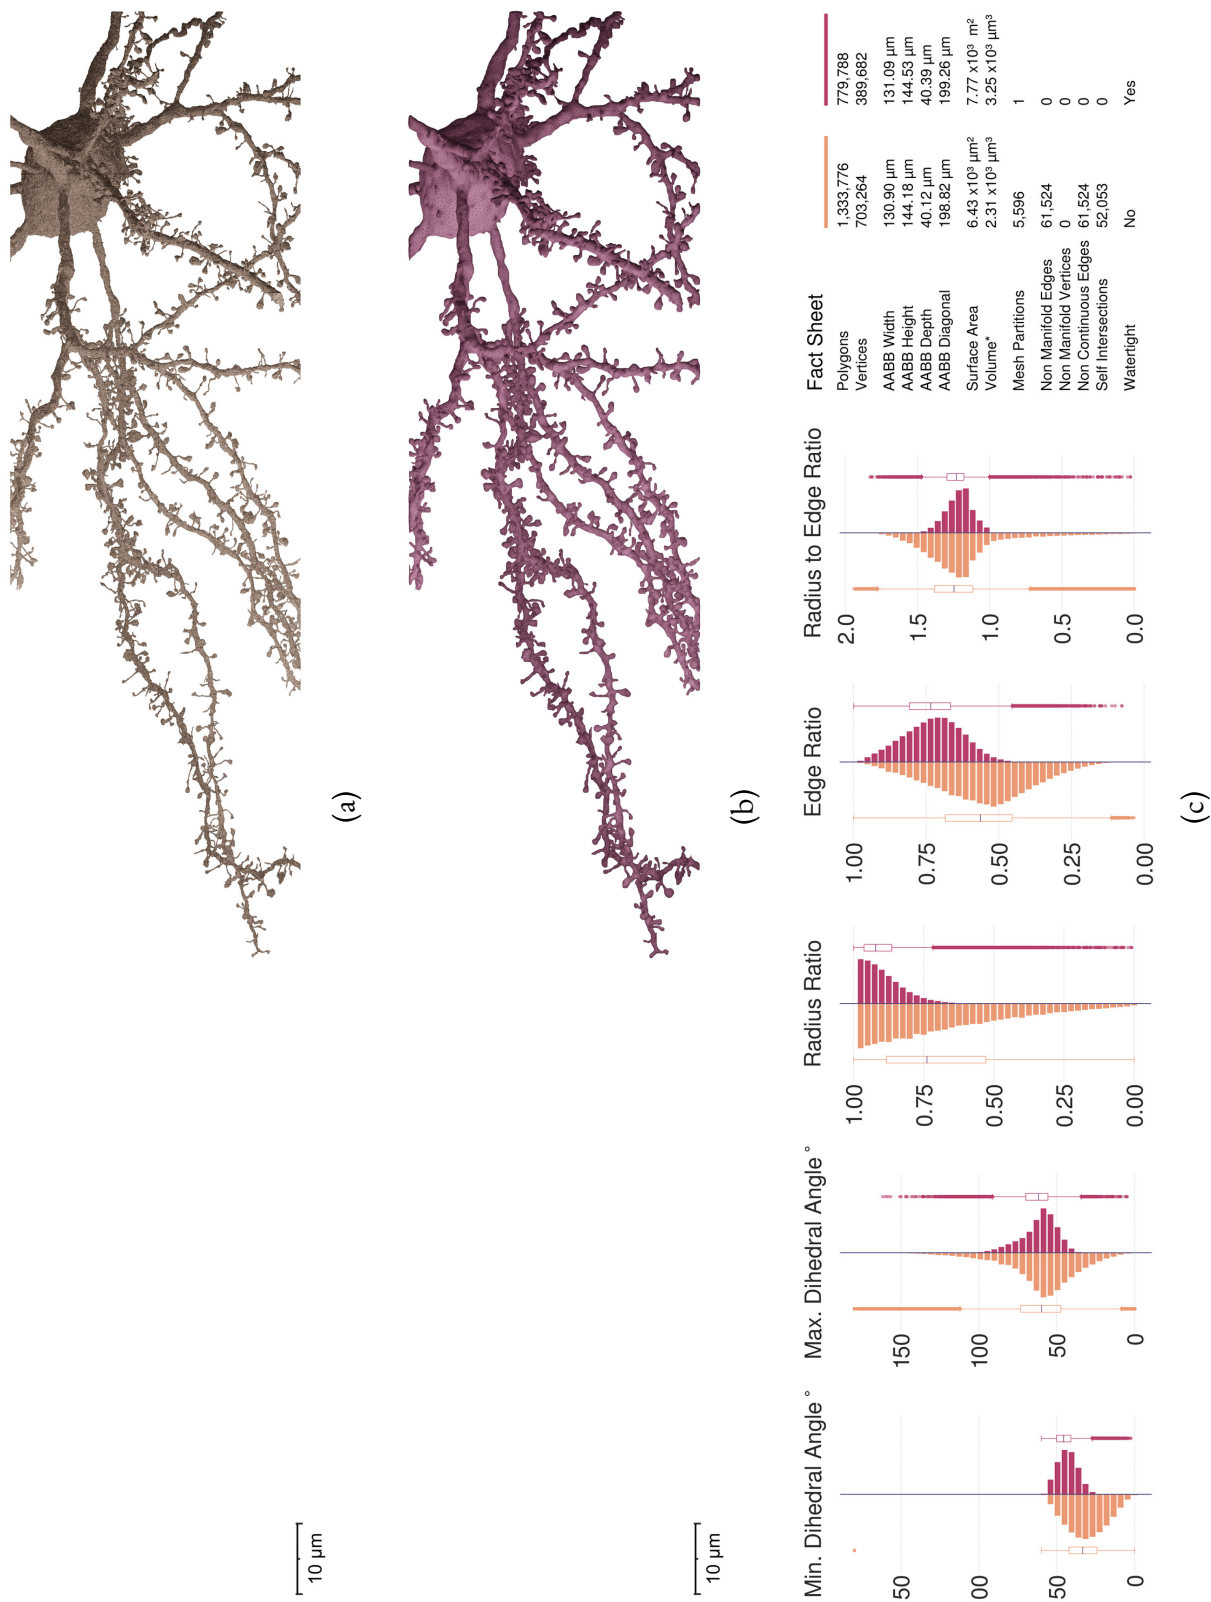 10 µm
(a)
10 µm
(b)
Min. Dihedral Angle °
50
00
50
0
Max. Dihedral Angle °
150
100
50
0
Radius Ratio
1.00
0.75
0.50
0.25
0.00
Edge Ratio
1.00
0.75
0.50
0.25
0.00
Radius to Edge Ratio
2.0
1.5
1.0
0.5
0.0
Fact Sheet
Polygons 1,333,776 779,788
Vertices 703,264 389,682
AABB Width 130.90 µm 131.09 µm
AABB Height 144.18 µm 144.53 µm
AABB Depth 40.12 µm 40.39 µm
AABB Diagonal 198.82 µm 199.26 µm
Surface Area 6.43 x10³ µm² 7.77 x10³ m²
Volume* 2.31 x10³ µm³ 3.25 x10³ µm³
Mesh Partitions 5,596 1
Non Manifold Edges 61,524 0
Non Manifold Vertices 0 0
Non Continuous Edges 61,524 0
Self Intersections 52,053 0
Watertight No Yes
(c)